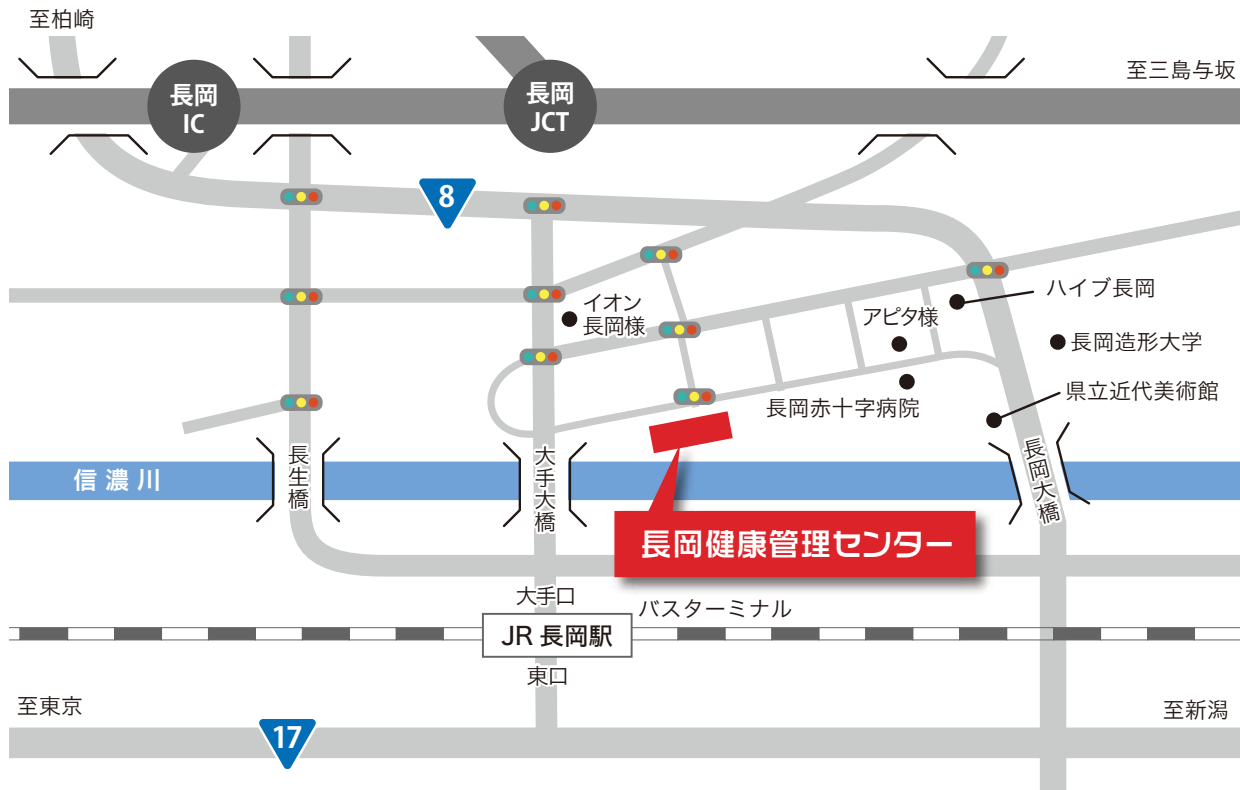 至柏崎
長岡
IC
長岡
JCT
至三島与坂
8
イオン
長岡様
アピタ様
ハイブ長岡
長岡造形大学
長岡赤十字病院
県立近代美術館
信濃川
長生橋
大手大橋
長岡大橋
長岡健康管理センター
大手口
バスターミナル
JR 長岡駅
東口
至東京
17
至新潟